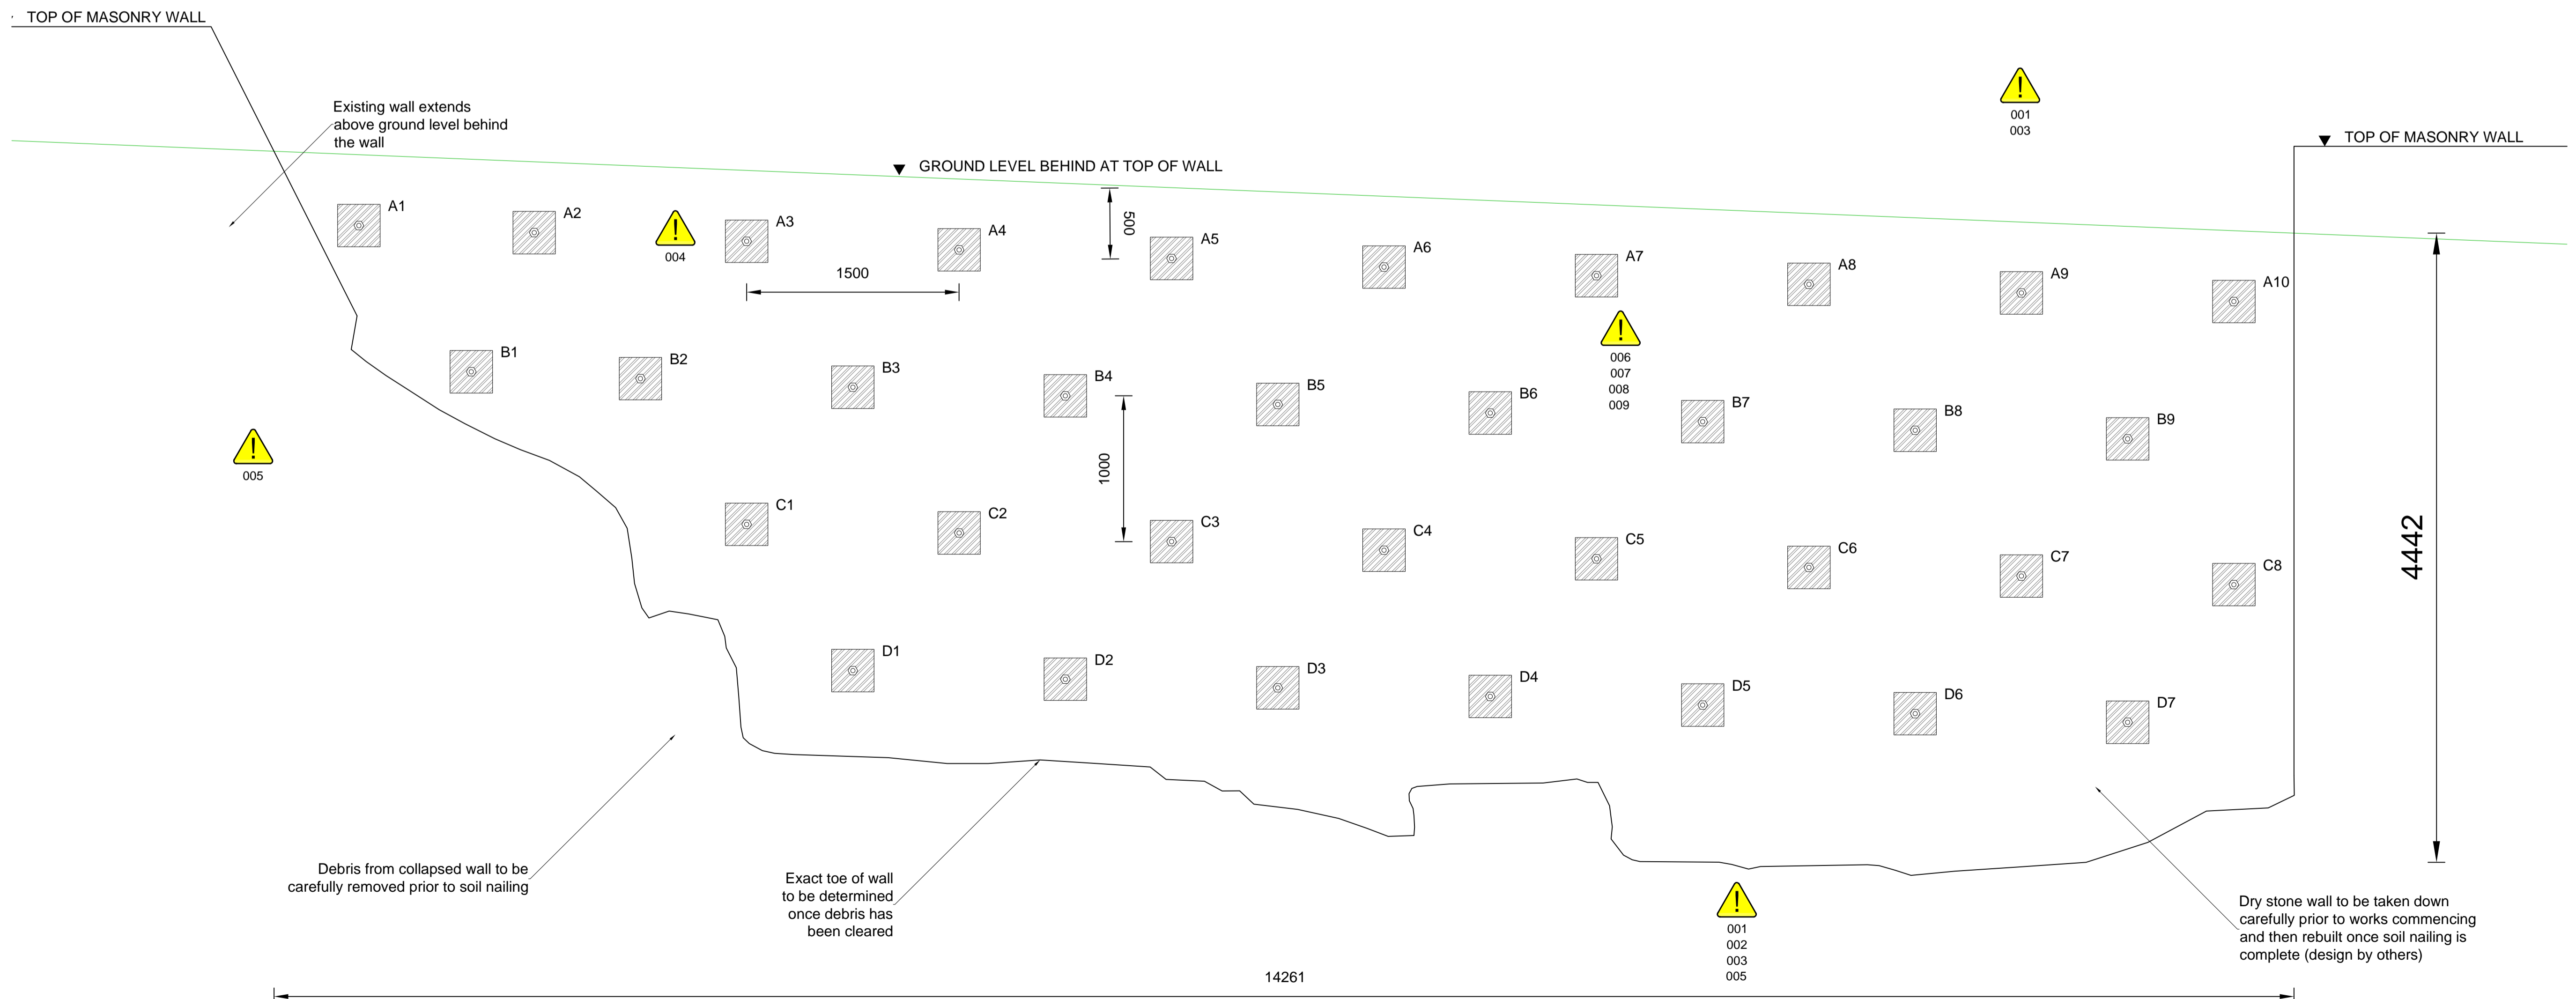 TOP OF MASONRY WALL
Existing wall extends
above ground level behind
the wall
001
003
TOP OF MASONRY WALL
GROUND LEVEL BEHIND AT TOP OF WALL
500
A1
A2
004
A3
A4
A5
A6
A7
A8
A9
A10
1500
006
007
008
009
B1
B2
B3
B4
B5
B6
B7
B8
B9
005
1000
4442
C1
C2
C3
C4
C5
C6
C7
C8
D1
D2
D3
D4
D5
D6
D7
Debris from collapsed wall to be
carefully removed prior to soil nailing
Exact toe of wall
to be determined
once debris has
been cleared
001
002
003
005
Dry stone wall to be taken down
carefully prior to works commencing
and then rebuilt once soil nailing is
complete (design by others)
14261